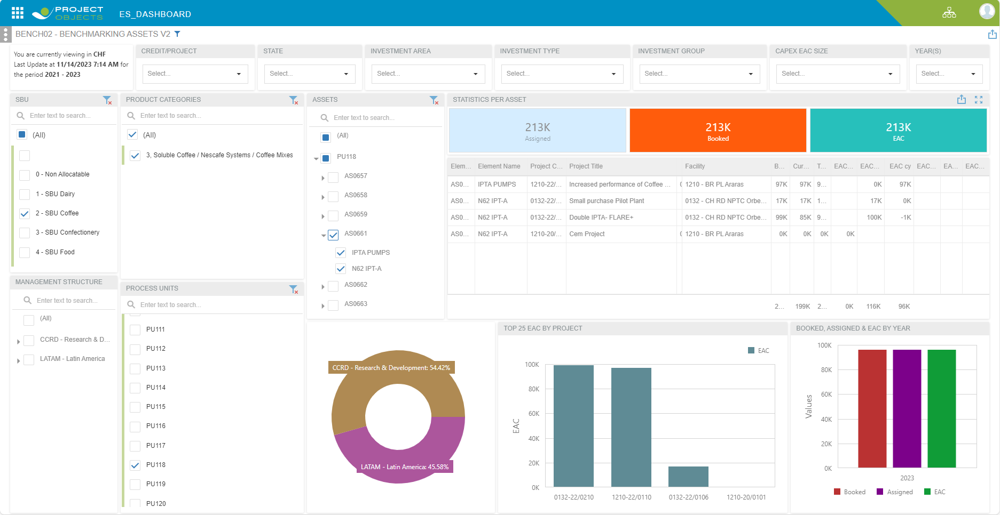 PROJECT
OBJECTS
ES_DASHBOARD
BENCH02 - BENCHMARKING ASSETS V2
You are currently viewing in CHF
Last Update at 11/14/2023 7:14 AM for
the period 2021 - 2023
CREDIT/PROJECT
Select...
STATE
Select...
INVESTMENT AREA
Select...
INVESTMENT TYPE
Select...
INVESTMENT GROUP
Select...
CAPEX EAC SIZE
Select...
YEAR(S)
Select...
SBU
Enter text to search...
(All)
0 - Non Allocatable
1 - SBU Dairy
2 - SBU Coffee
3 - SBU Confectionery
4 - SBU Food
MANAGEMENT STRUCTURE
Enter text to search...
(All)
CCRD - Research & D...
LATAM - Latin America
PRODUCT CATEGORIES
Enter text to search...
(All)
3, Soluble Coffee / Nescafe Systems / Coffee Mixes
PROCESS UNITS
Enter text to search...
PU111
PU112
PU113
PU114
PU115
PU116
PU117
PU118
PU119
PU120
ASSETS
Enter text to search...
(All)
PU118
AS0657
AS0658
AS0659
AS0661
IPTA PUMPS
N62 IPT-A
AS0662
AS0663
STATISTICS PER ASSET
213K
Assigned
213K
Booked
213K
EAC
Elem... Element Name Project C... Project Title Facility B... Cur... T... EAC... EAC... EAC cy EAC... EA... EAC...
AS0... IPTA PUMPS 1210-22/... Increased performance of Coffee ... 1210 - BR PL Araras 97K 97K 9... 0K 97K
AS0... N62 IPT-A 0132-22/... Small purchase Pilot Plant 0132 - CH RD NPTC Orbe... 17K 17K 1... 17K 0K
AS0... N62 IPT-A 0132-22/... Double IPTA- FLARE+ 0132 - CH RD NPTC Orbe... 99K 85K 9... 100K -1K
AS0... N62 IPT-A 1210-20/... Cem Project 1210 - BR PL Araras 0K 0K 0K 0K
2... 199K 2... 0K 116K 96K
CCRD - Research & Development: 54.42%
LATAM - Latin America: 45.58%
TOP 25 EAC BY PROJECT
EAC
100K
80K
60K
40K
20K
0K
EAC
0132-22/0210 1210-22/0110 0132-22/0106 1210-20/0101
BOOKED, ASSIGNED & EAC BY YEAR
100K
80K
60K
40K
20K
0K
Values
2023
Booked Assigned EAC